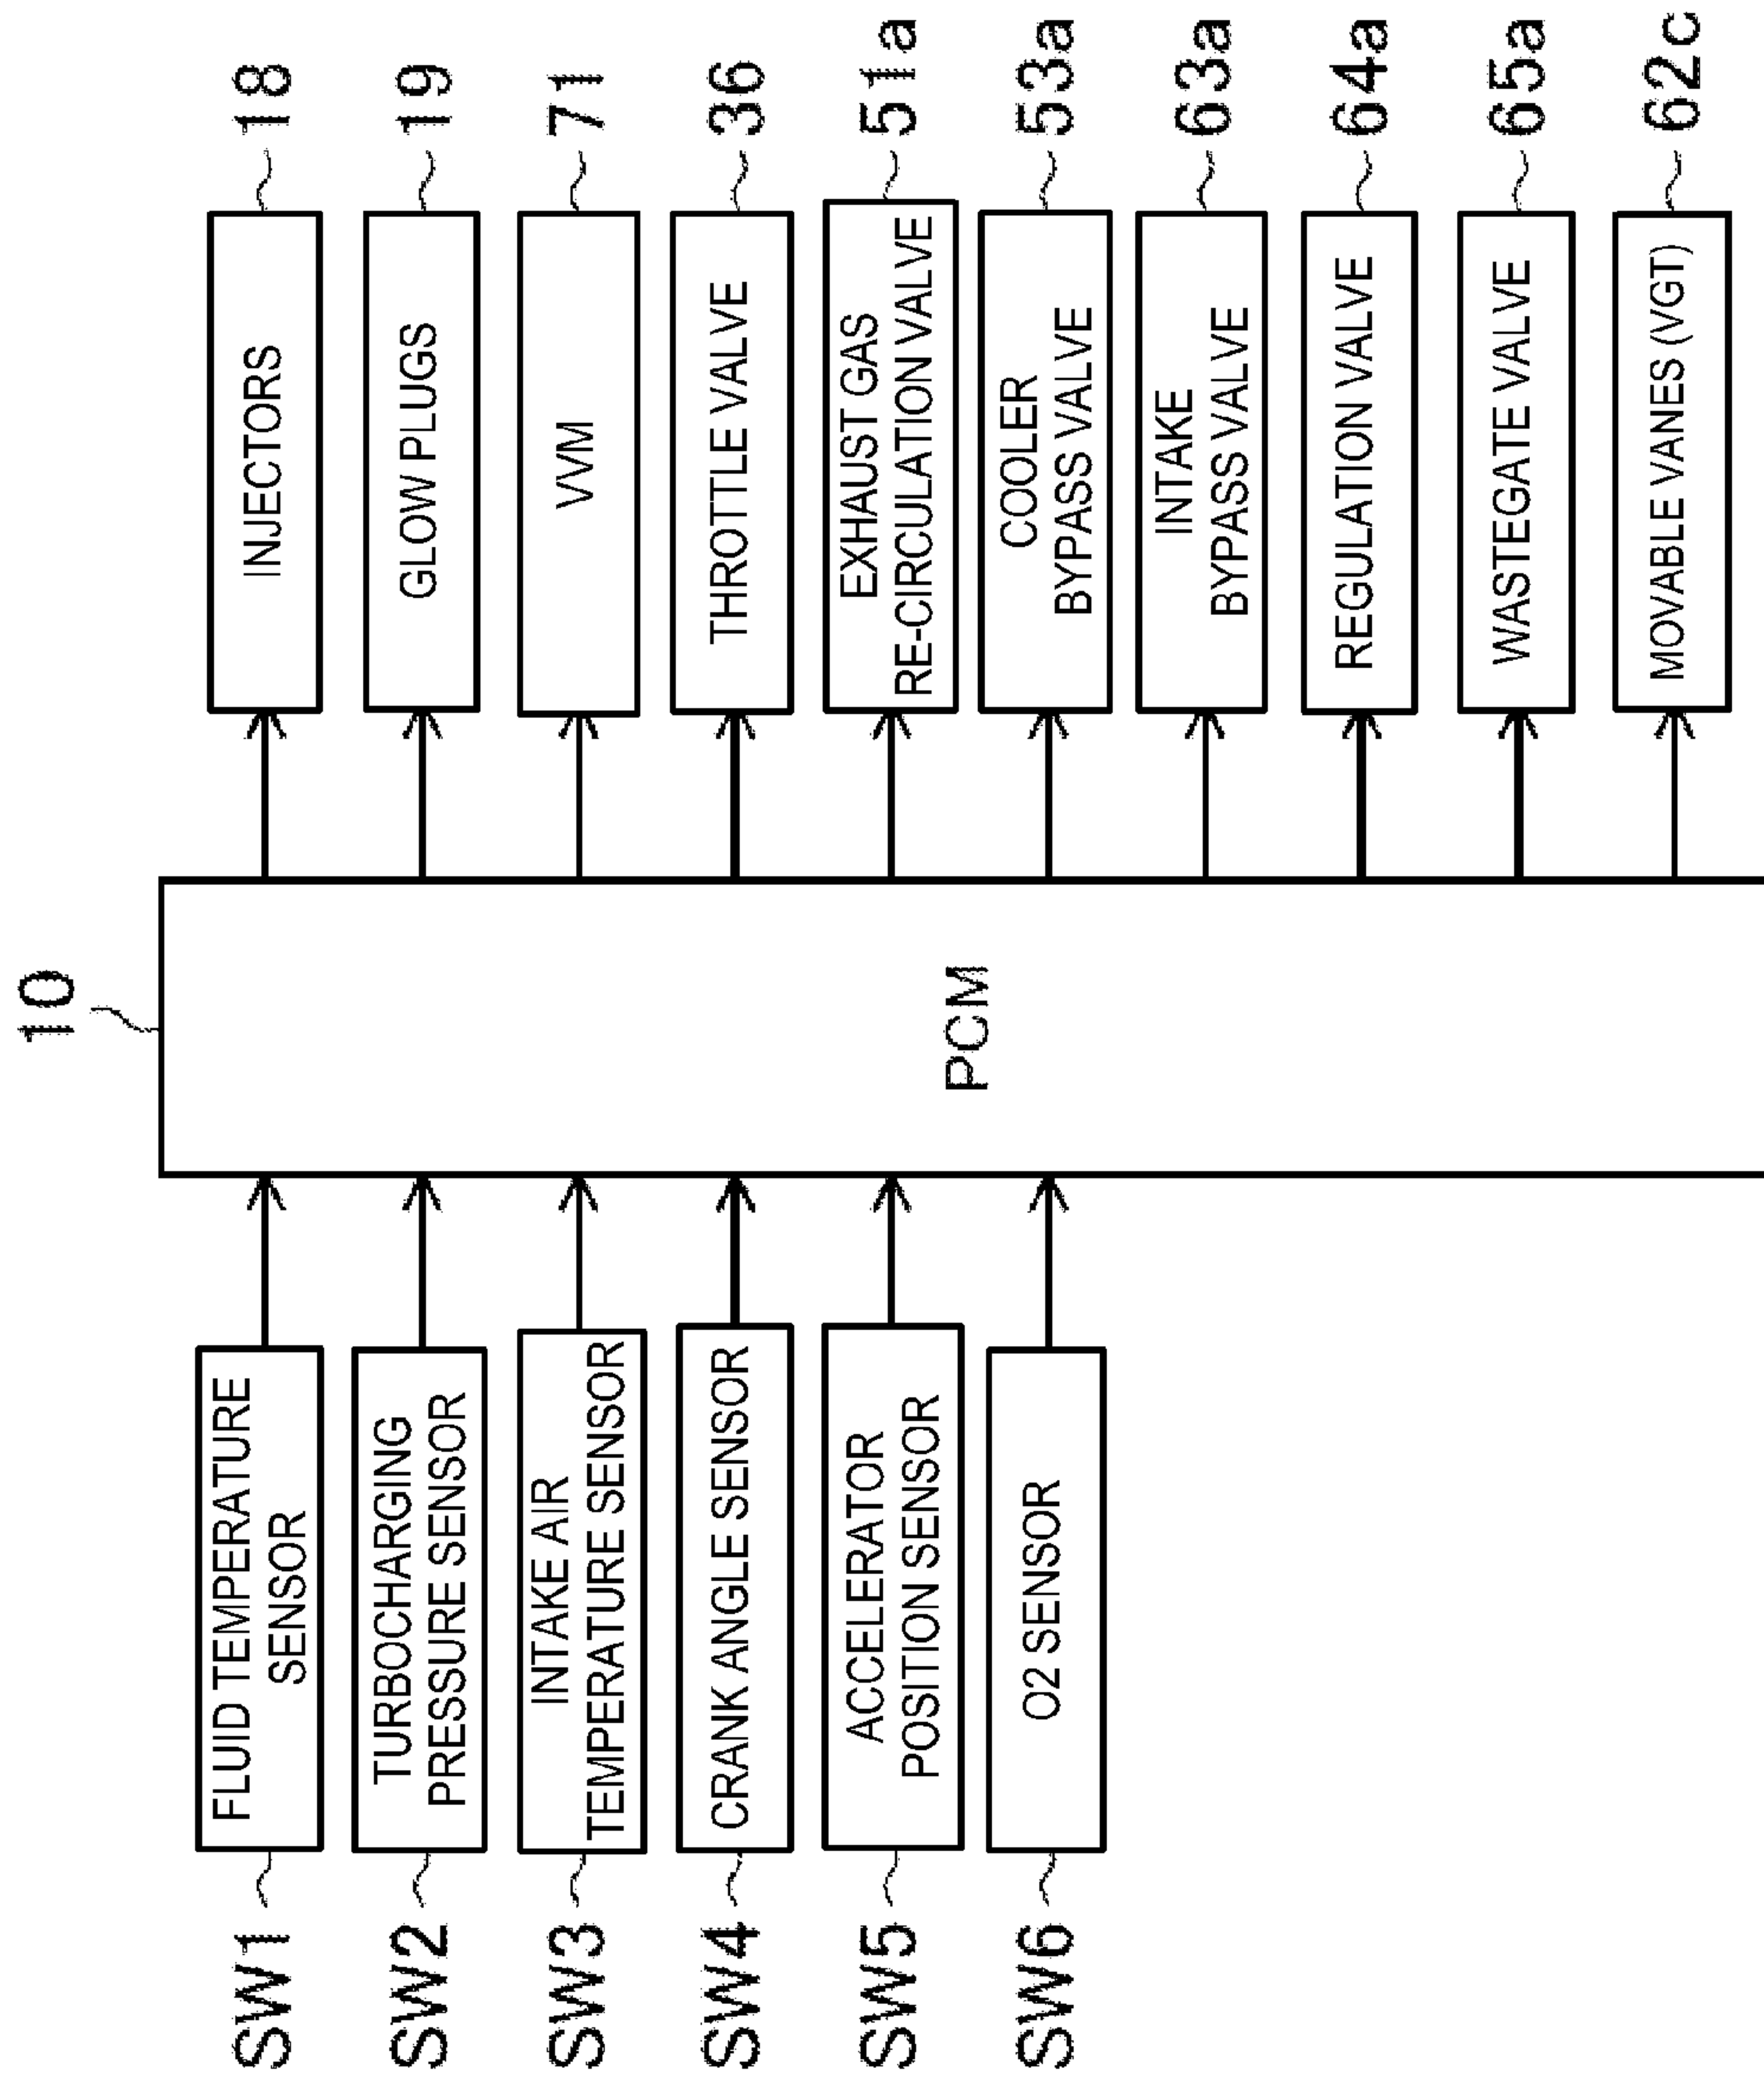 10
SW1
FLUID TEMPERATURE
SENSOR
SW2
TURBOCHARGING
PRESSURE SENSOR
SW3
INTAKE AIR
TEMPERATURE SENSOR
SW4
CRANK ANGLE SENSOR
SW5
ACCELERATOR
POSITION SENSOR
SW6
O2 SENSOR
PCM
INJECTORS
18
GLOW PLUGS
19
VVM
71
THROTTLE VALVE
36
EXHAUST GAS
RE-CIRCULATION VALVE
51a
COOLER
BYPASS VALVE
53a
INTAKE
BYPASS VALVE
63a
REGULATION VALVE
64a
WASTEGATE VALVE
65a
MOVABLE VANES (VGT)
62c